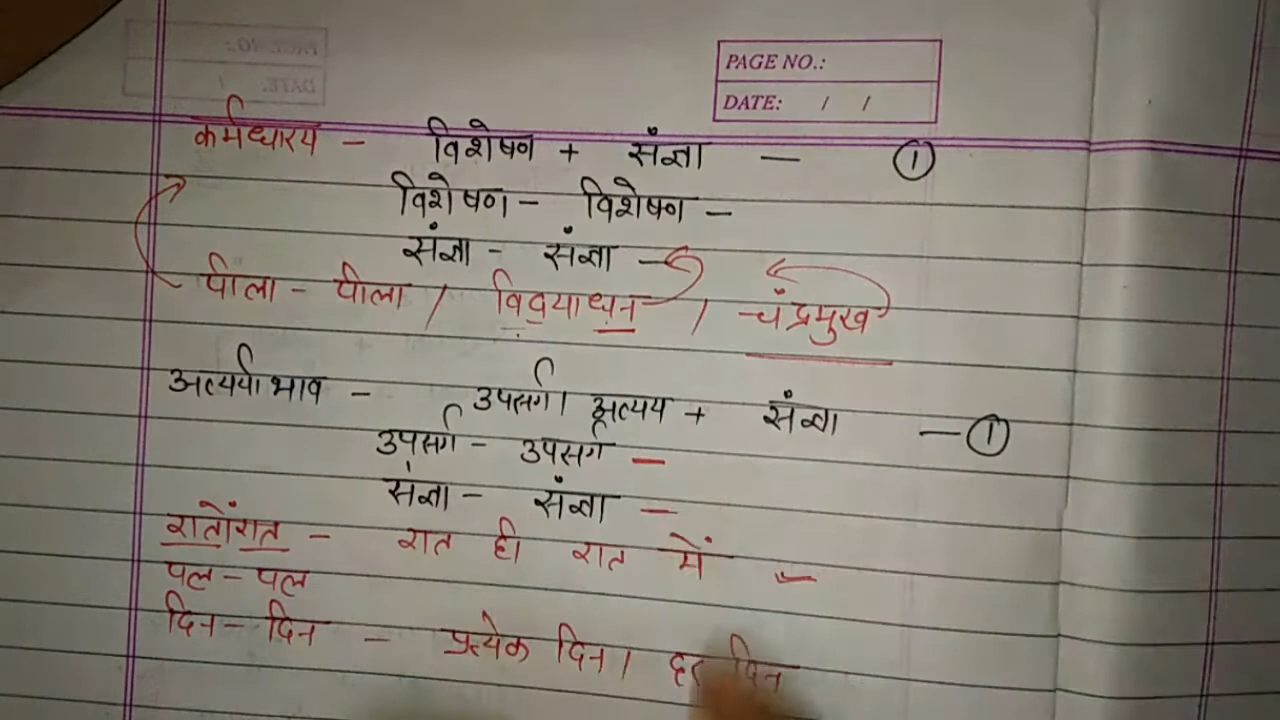 PAGE NO.:
DATE: / /
कर्मधारय - विशेषण + संज्ञा — ①
विशेषण - विशेषण -
संज्ञा - संज्ञा —
पीला - पीला / विद्याधन / चंद्रमुख
अव्ययीभाव - उपसर्ग। अव्यय + संज्ञा — ①
उपसर्ग - उपसर्ग —
संज्ञा - संज्ञा —
रातोंरात - रात ही रात में -
पल - पल
दिन - दिन - प्रत्येक दिन। हर दिन